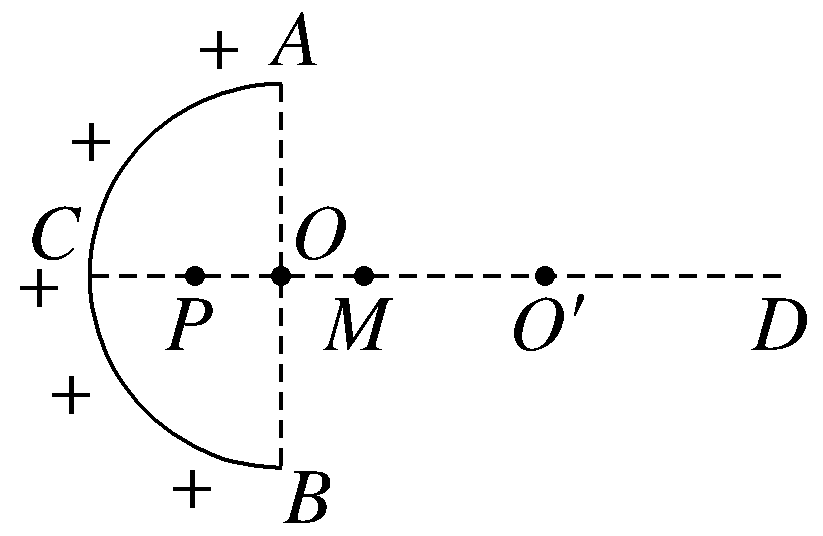 + A
+
C O
+
P M O′ D
+
+ B